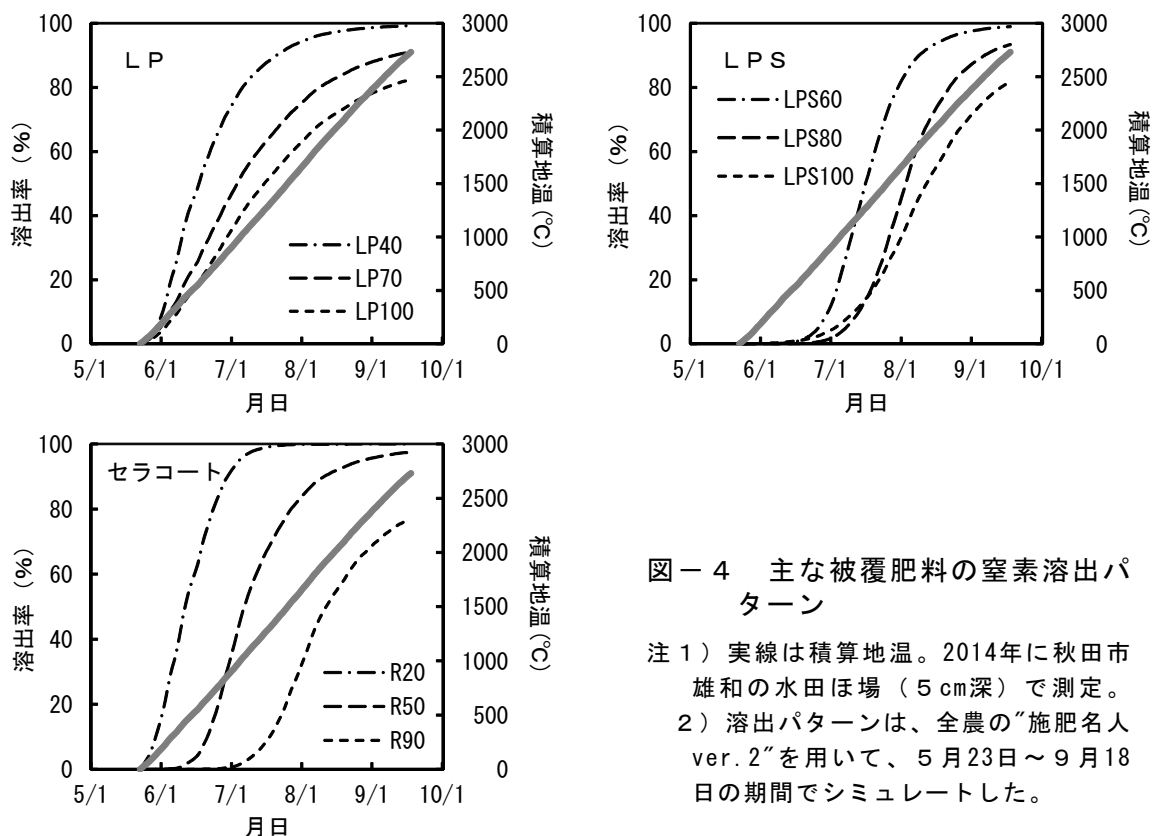 ＬＰ
溶出率（%）
100
80
60
40
20
0
3000
2500
2000
1500
1000
500
0
積算地温(℃)
LP40
LP70
LP100
5/1 6/1 7/1 8/1 9/1 10/1
月日
ＬＰＳ
溶出率（%）
100
80
60
40
20
0
3000
2500
2000
1500
1000
500
0
積算地温(℃)
LPS60
LPS80
LPS100
5/1 6/1 7/1 8/1 9/1 10/1
月日
セラコート
溶出率（%）
100
80
60
40
20
0
3000
2500
2000
1500
1000
500
0
積算地温(℃)
R20
R50
R90
5/1 6/1 7/1 8/1 9/1 10/1
月日
図－４　主な被覆肥料の窒素溶出パ
ターン
注１）実線は積算地温。2014年に秋田市
雄和の水田ほ場（５cm深）で測定。
２）溶出パターンは、全農の"施肥名人
ver.2"を用いて、５月23日～９月18
日の期間でシミュレートした。